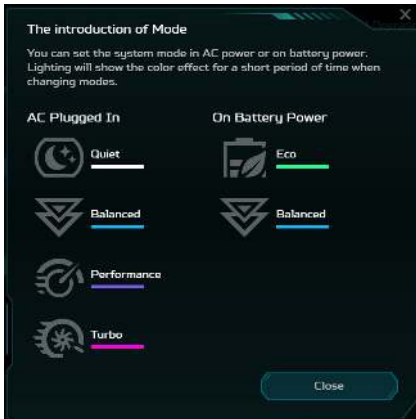 The introduction of Mode
You can set the system mode in AC power or on battery power.
Lighting will show the color effect for a short period of time when
changing modes.
AC Plugged In
On Battery Power
Quiet
Eco
Balanced
Balanced
Performance
Turbo
Close